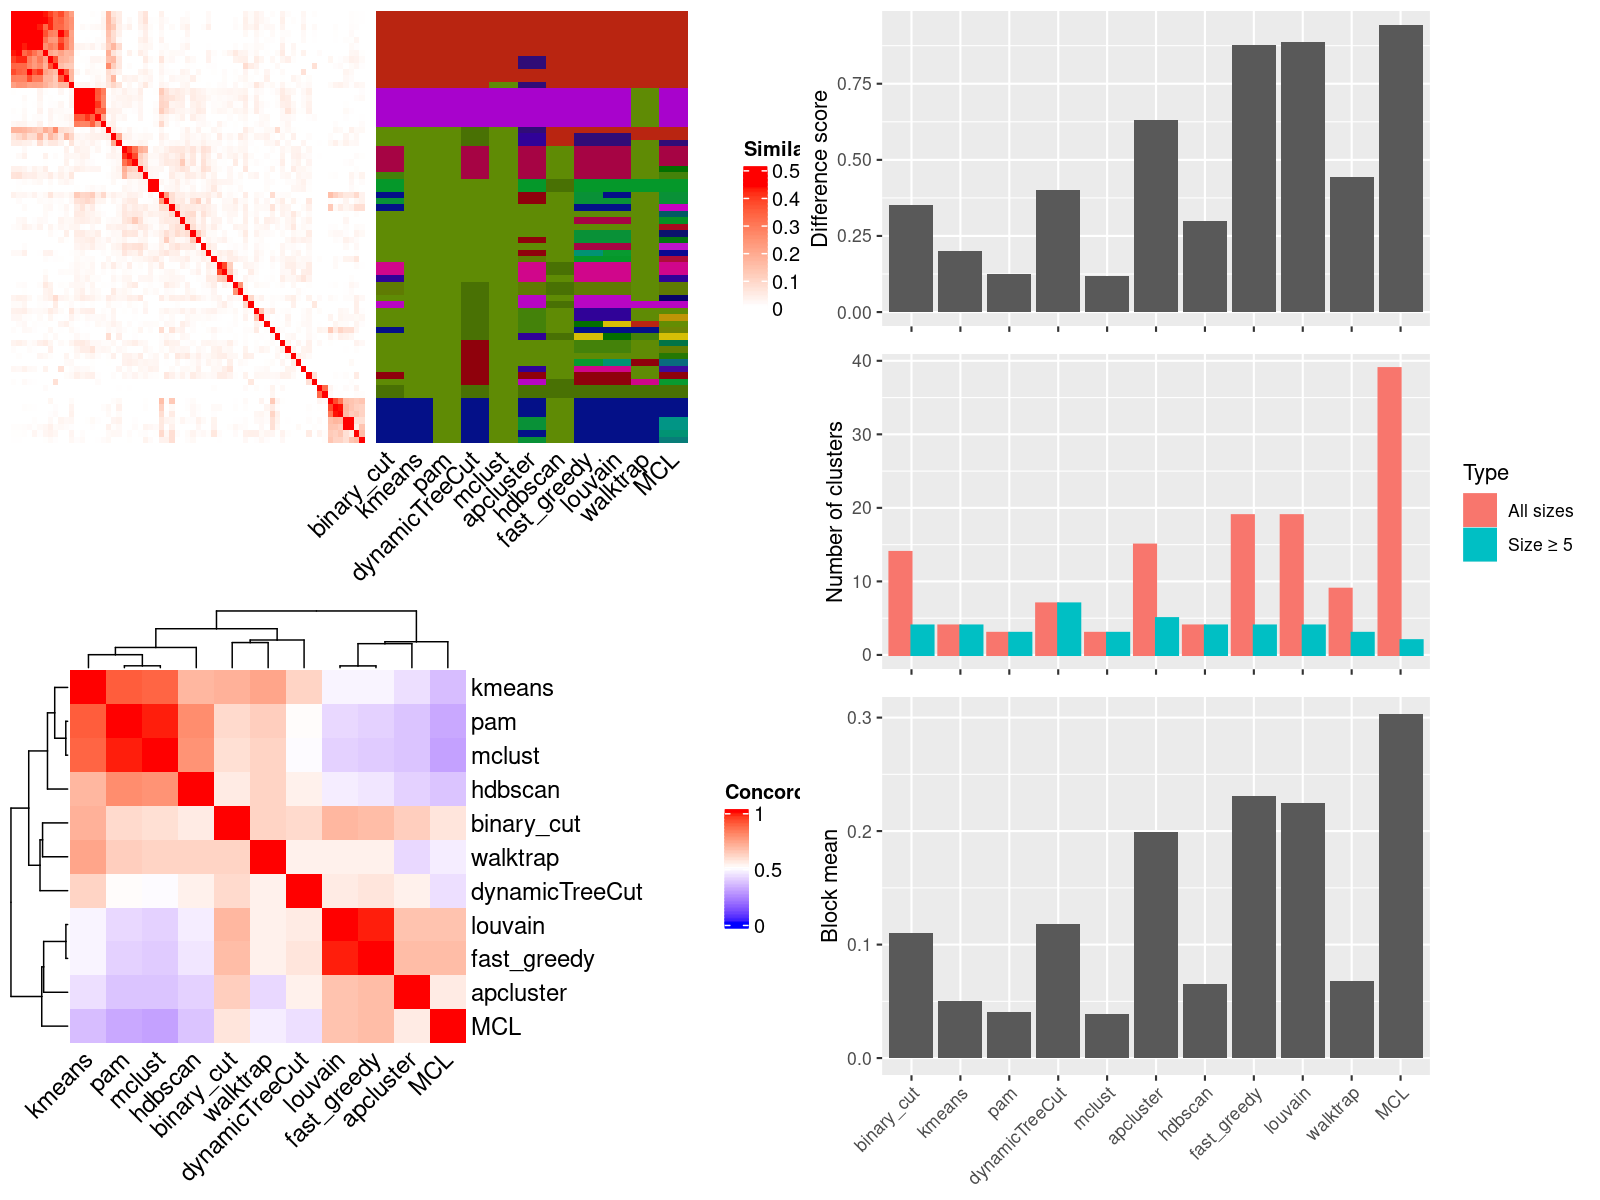 Simila
0.5
0.4
0.3
0.2
0.1
0
binary_cut
kmeans
pam
dynamicTreeCut
mclust
apcluster
hdbscan
fast_greedy
louvain
walktrap
MCL
kmeans
pam
mclust
hdbscan
binary_cut
walktrap
dynamicTreeCut
louvain
fast_greedy
apcluster
MCL
kmeans
pam
mclust
hdbscan
binary_cut
walktrap
dynamicTreeCut
louvain
fast_greedy
apcluster
MCL
Concord
1
0.5
0
Difference score
0.75
0.50
0.25
0.00
Number of clusters
40
30
20
10
0
Type
All sizes
Size ≥ 5
Block mean
0.3
0.2
0.1
0.0
binary_cut
kmeans
pam
dynamicTreeCut
mclust
apcluster
hdbscan
fast_greedy
louvain
walktrap
MCL